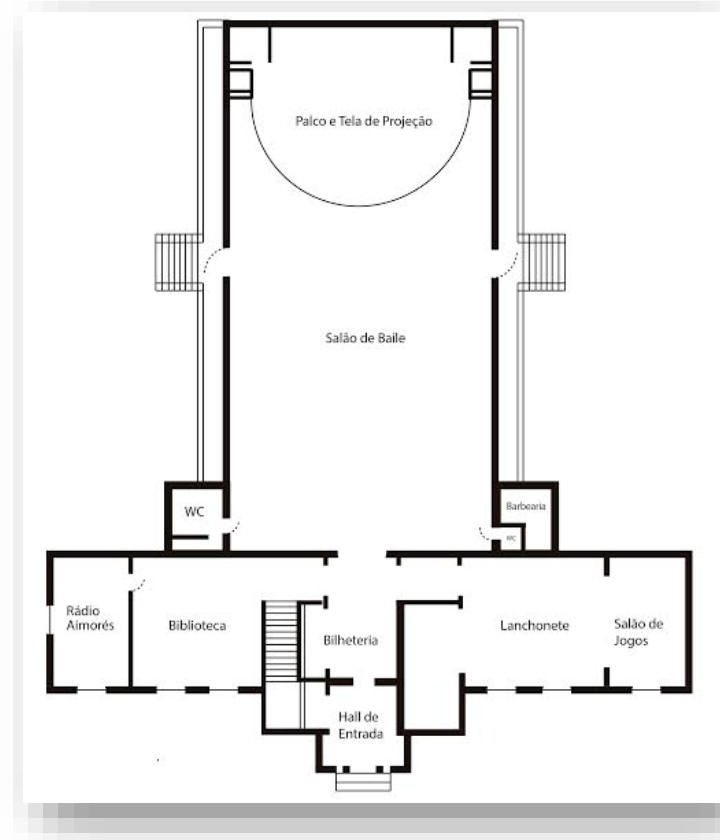 Palco e Tela de Projeção
Salão de Baile
WC
Barbearia
WC
Rádio
Aimorés
Biblioteca
Bilheteria
Lanchonete
Salão de
Jogos
Hall de
Entrada